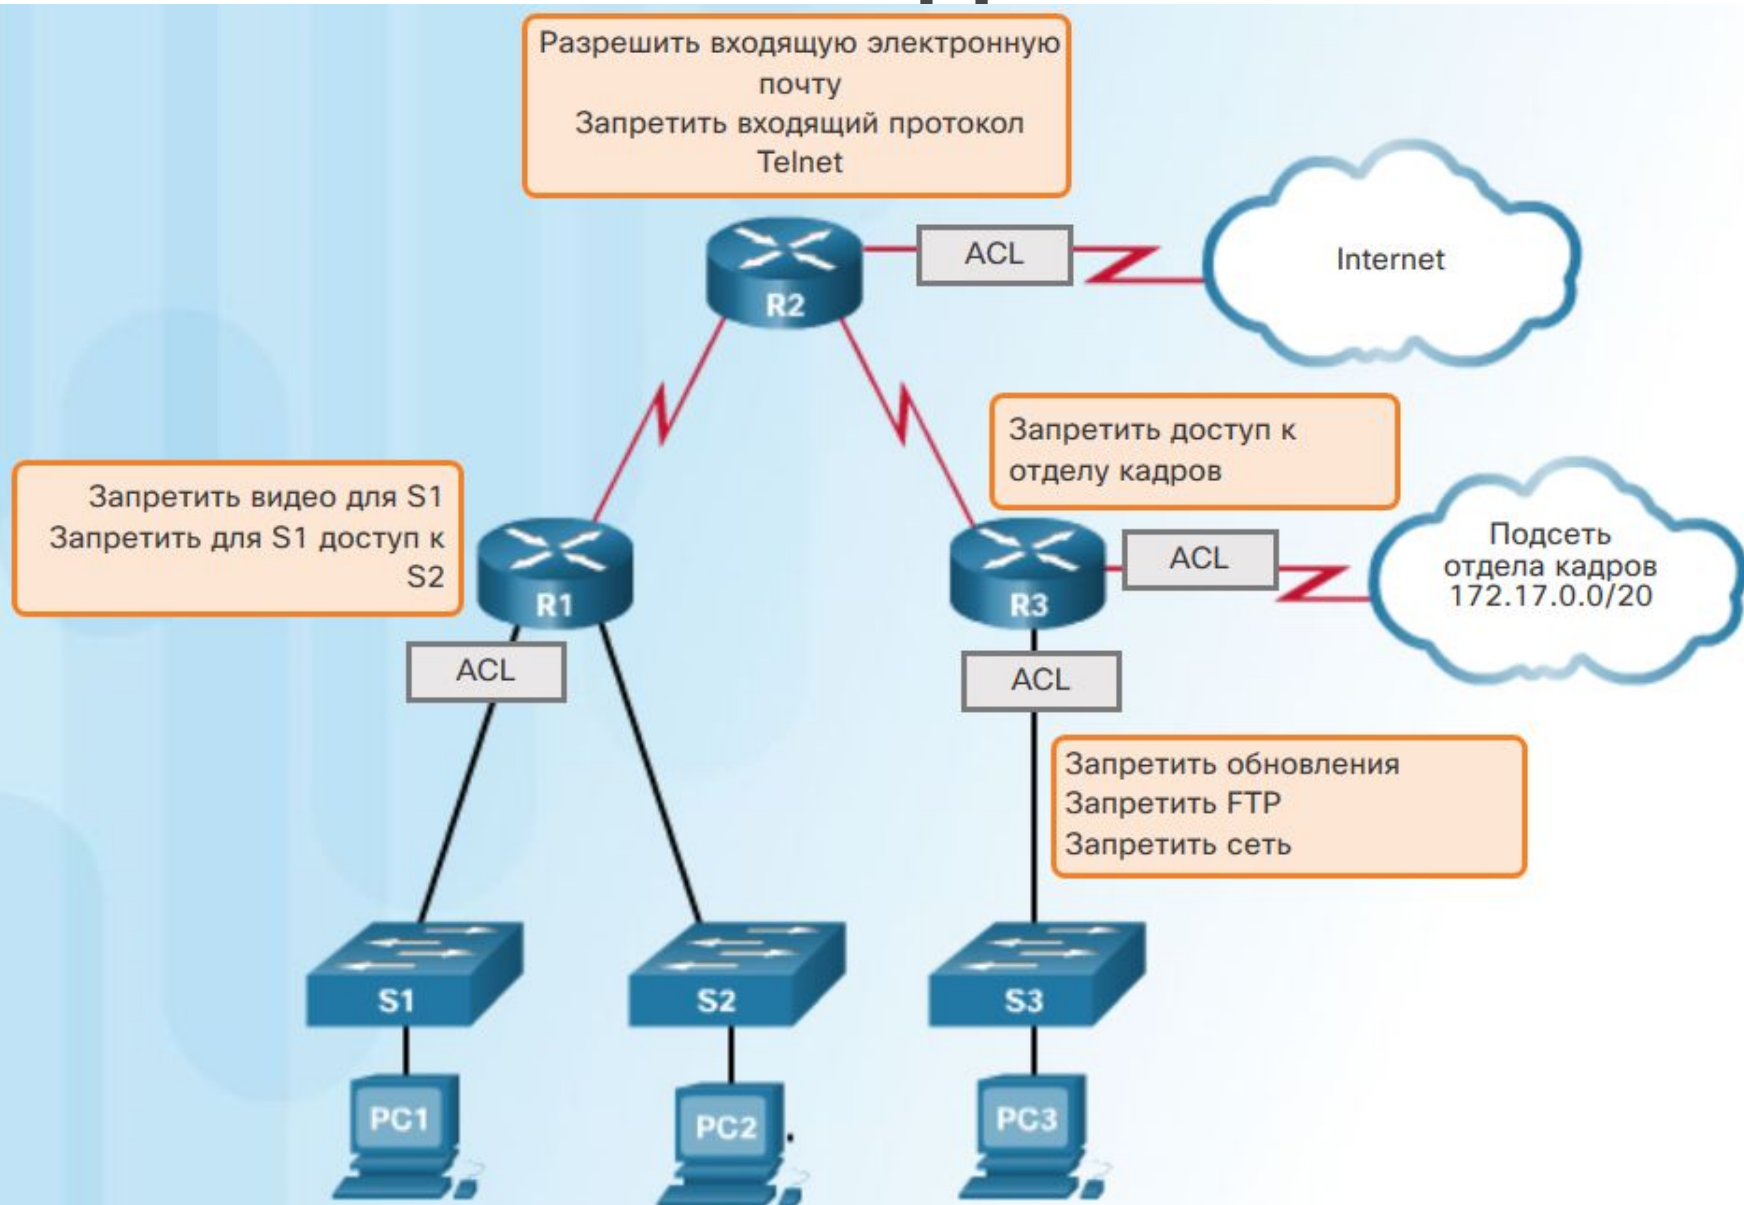 Разрешить входящую электронную
почту
Запретить входящий протокол
Telnet
ACL
Internet
R2
Запретить доступ к
отделу кадров
Запретить видео для S1
Запретить для S1 доступ к
S2
Подсеть
отдела кадров
172.17.0.0/20
ACL
R1
R3
ACL
ACL
Запретить обновления
Запретить FTP
Запретить сеть
S1
S2
S3
PC1
PC2
PC3